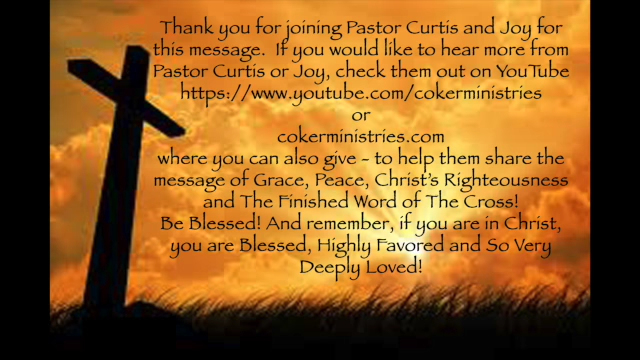 Thank you for joining Pastor Curtis and Joy for
this message. If you would like to hear more from
Pastor Curtis or Joy, check them out on YouTube
https://www.youtube.com/cokerministries
or
cokerministries.com
where you can also give - to help them share the
message of Grace, Peace, Christ's Righteousness
and The Finished Word of The Cross!
Be Blessed! And remember, if you are in Christ,
you are Blessed, Highly Favored and So Very
Deeply Loved!